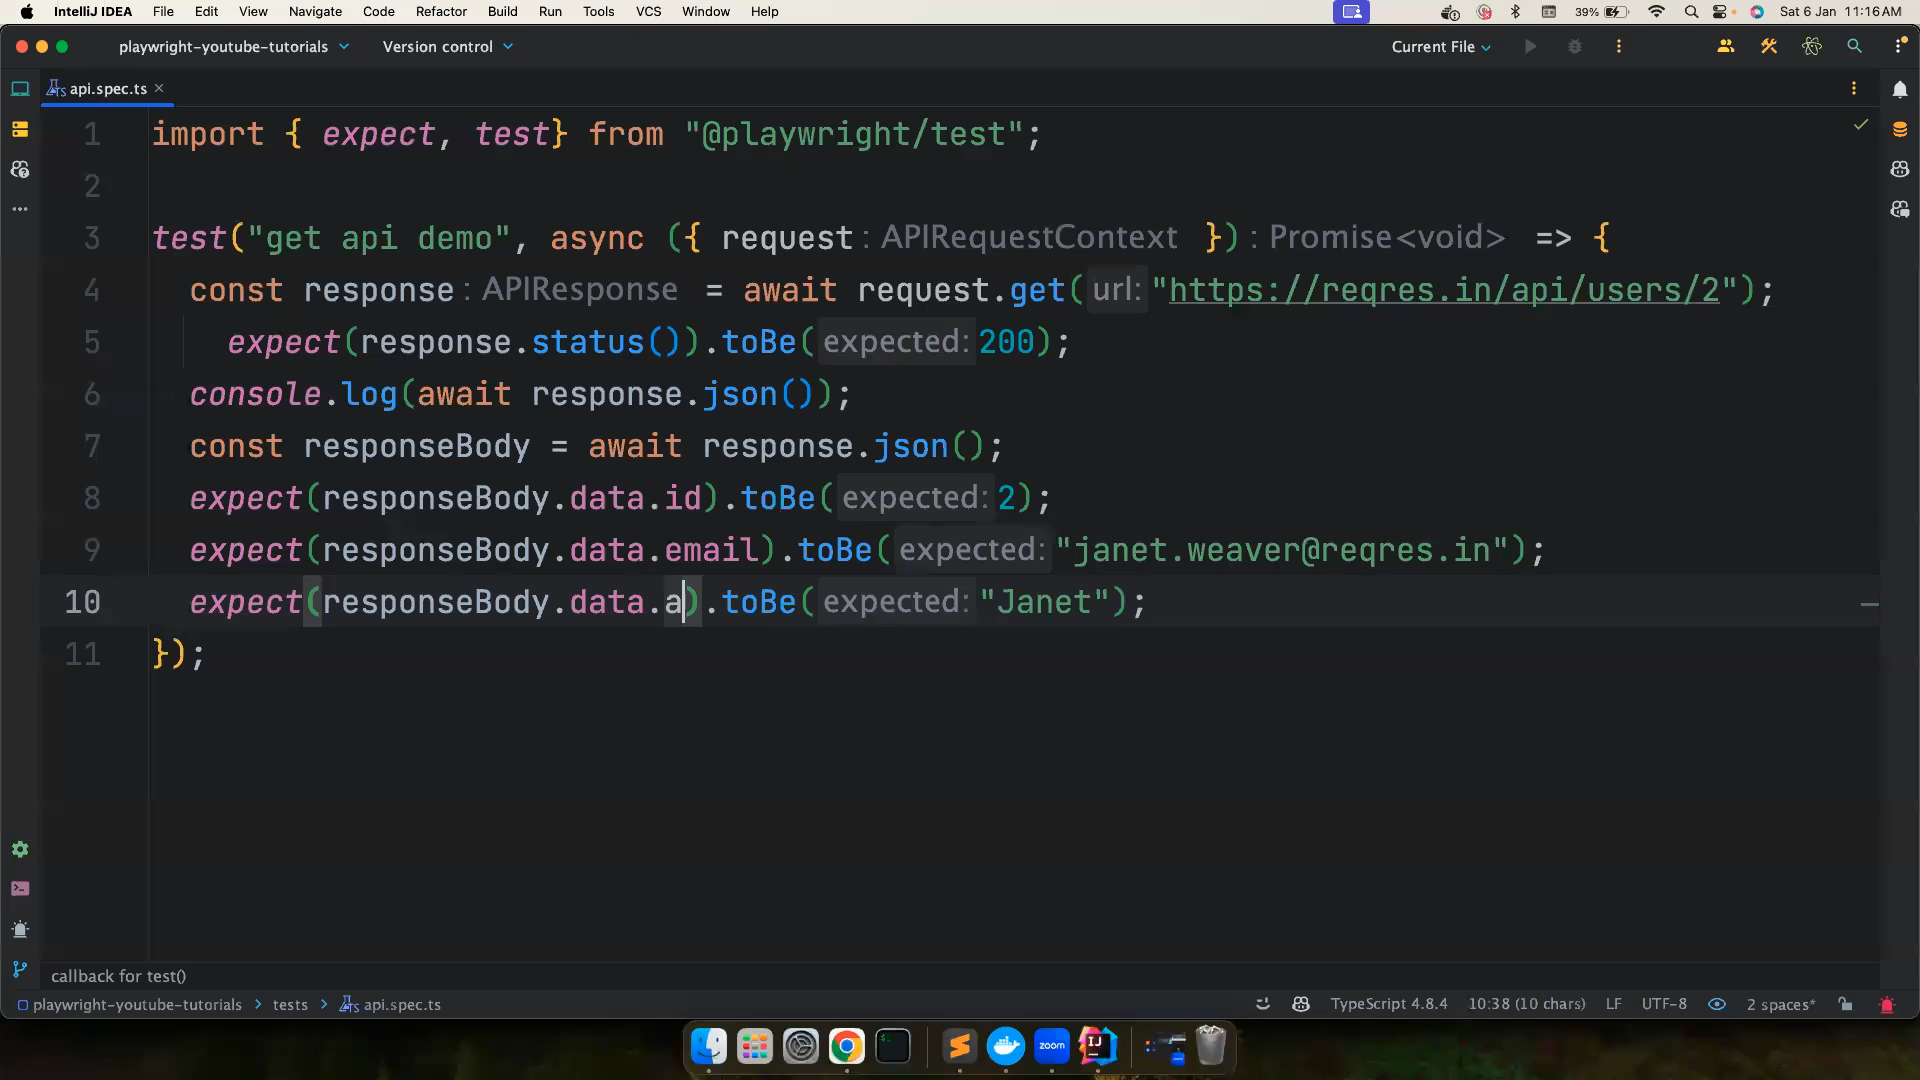 IntelliJ IDEA File Edit View Navigate Code Refactor Build Run Tools VCS Window Help 39% Sat 6 Jan 11:16 AM
playwright-youtube-tutorials Version control Current File
api.spec.ts
1 import { expect, test} from "@playwright/test";
2
3 test("get api demo", async ({ request : APIRequestContext }) : Promise<void> => {
4 const response : APIResponse = await request.get( url: "https://reqres.in/api/users/2");
5 expect(response.status()).toBe( expected: 200);
6 console.log(await response.json());
7 const responseBody = await response.json();
8 expect(responseBody.data.id).toBe( expected: 2);
9 expect(responseBody.data.email).toBe( expected: "janet.weaver@reqres.in");
10 expect(responseBody.data.a).toBe( expected: "Janet");
11 });
callback for test()
playwright-youtube-tutorials > tests > api.spec.ts TypeScript 4.8.4 10:38 (10 chars) LF UTF-8 2 spaces*
zoom
IJ